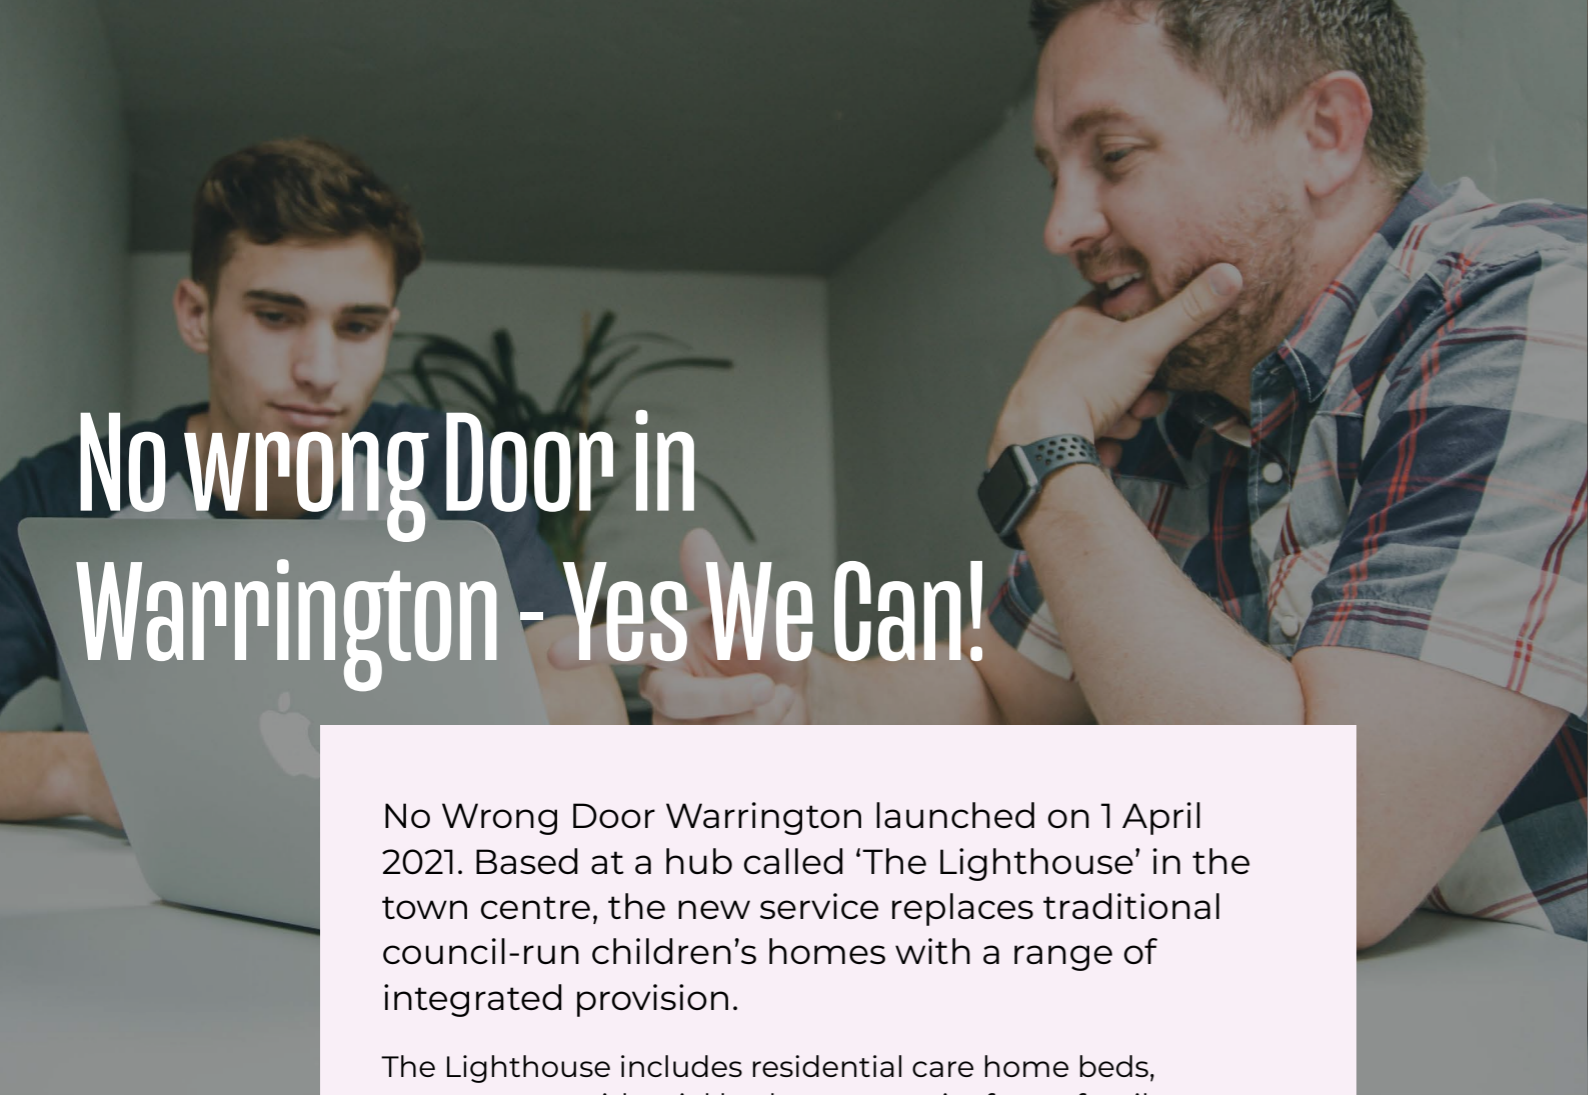 No wrong Door in
Warrington - Yes We Can!
No Wrong Door Warrington launched on 1 April
2021. Based at a hub called ‘The Lighthouse’ in the
town centre, the new service replaces traditional
council-run children’s homes with a range of
integrated provision.
The Lighthouse includes residential care home beds,